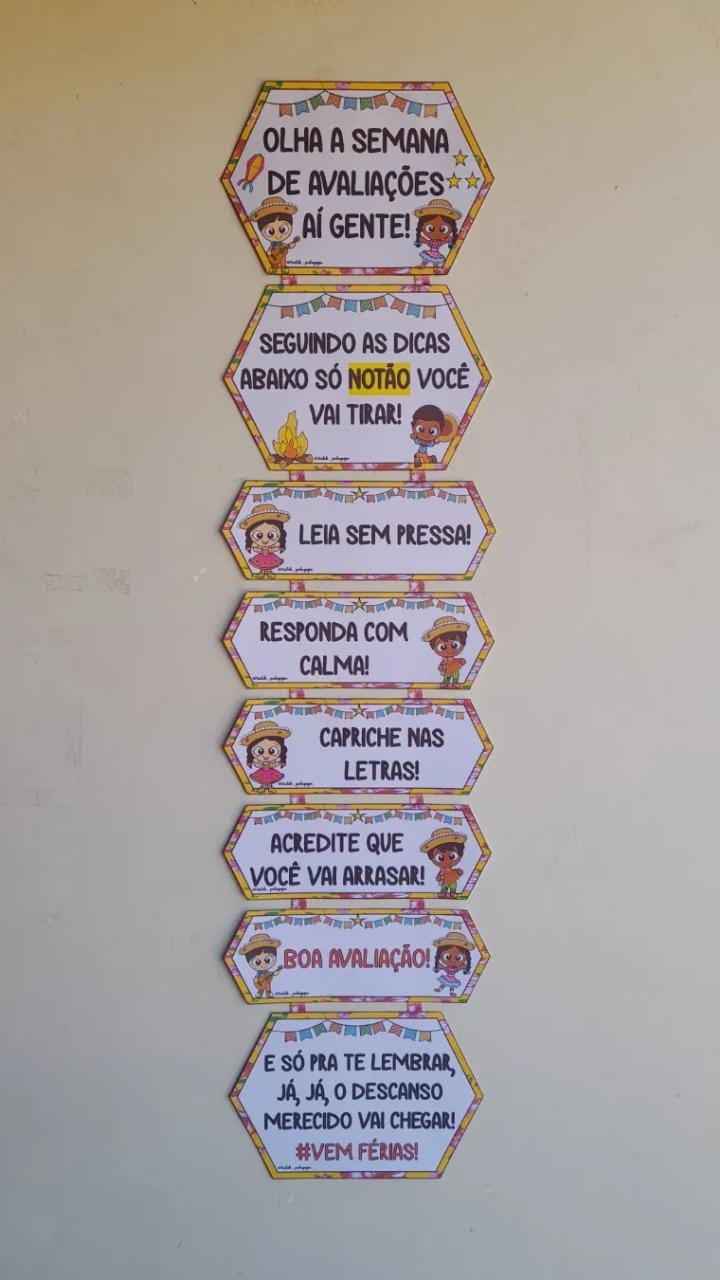 OLHA A SEMANA
DE AVALIAÇÕES
AÍ GENTE!
SEGUINDO AS DICAS
ABAIXO SÓ NOTÃO VOCÊ
VAI TIRAR!
LEIA SEM PRESSA!
RESPONDA COM
CALMA!
CAPRICHE NAS
LETRAS!
ACREDITE QUE
VOCÊ VAI ARRASAR!
BOA AVALIAÇÃO!
E SÓ PRA TE LEMBRAR,
JÁ, JÁ, O DESCANSO
MERECIDO VAI CHEGAR!
#VEM FÉRIAS!